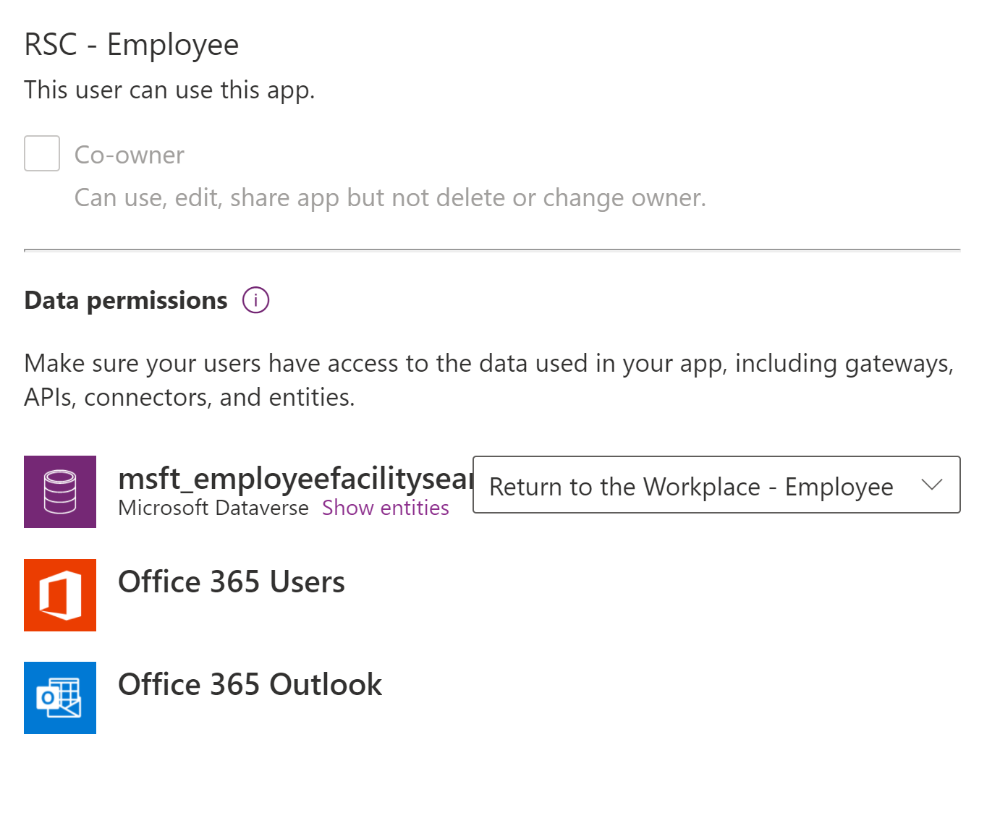 RSC - Employee
This user can use this app.
Co-owner
Can use, edit, share app but not delete or change owner.
Data permissions
Make sure your users have access to the data used in your app, including gateways,
APIs, connectors, and entities.
msft_employeefacilitysear
Return to the Workplace - Employee
Microsoft Dataverse Show entities
Office 365 Users
Office 365 Outlook